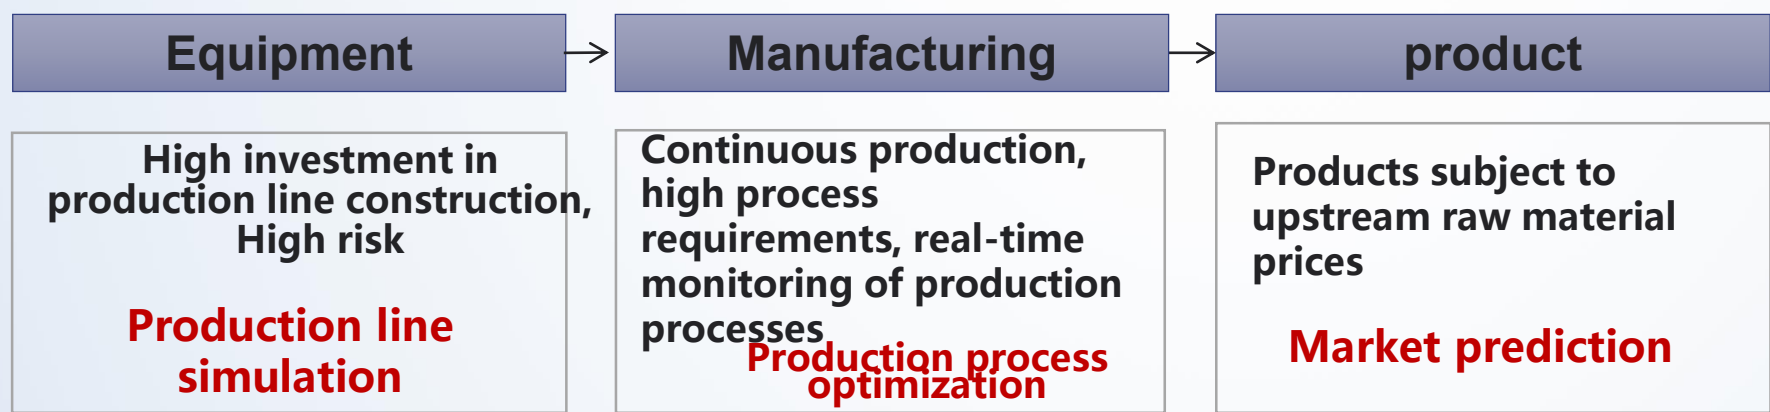 Equipment
Manufacturing
product
High investment in
production line construction,
High risk
Production line
simulation
Continuous production,
high process
requirements, real-time
monitoring of production
processes
Production process
optimization
Products subject to
upstream raw material
prices
Market prediction